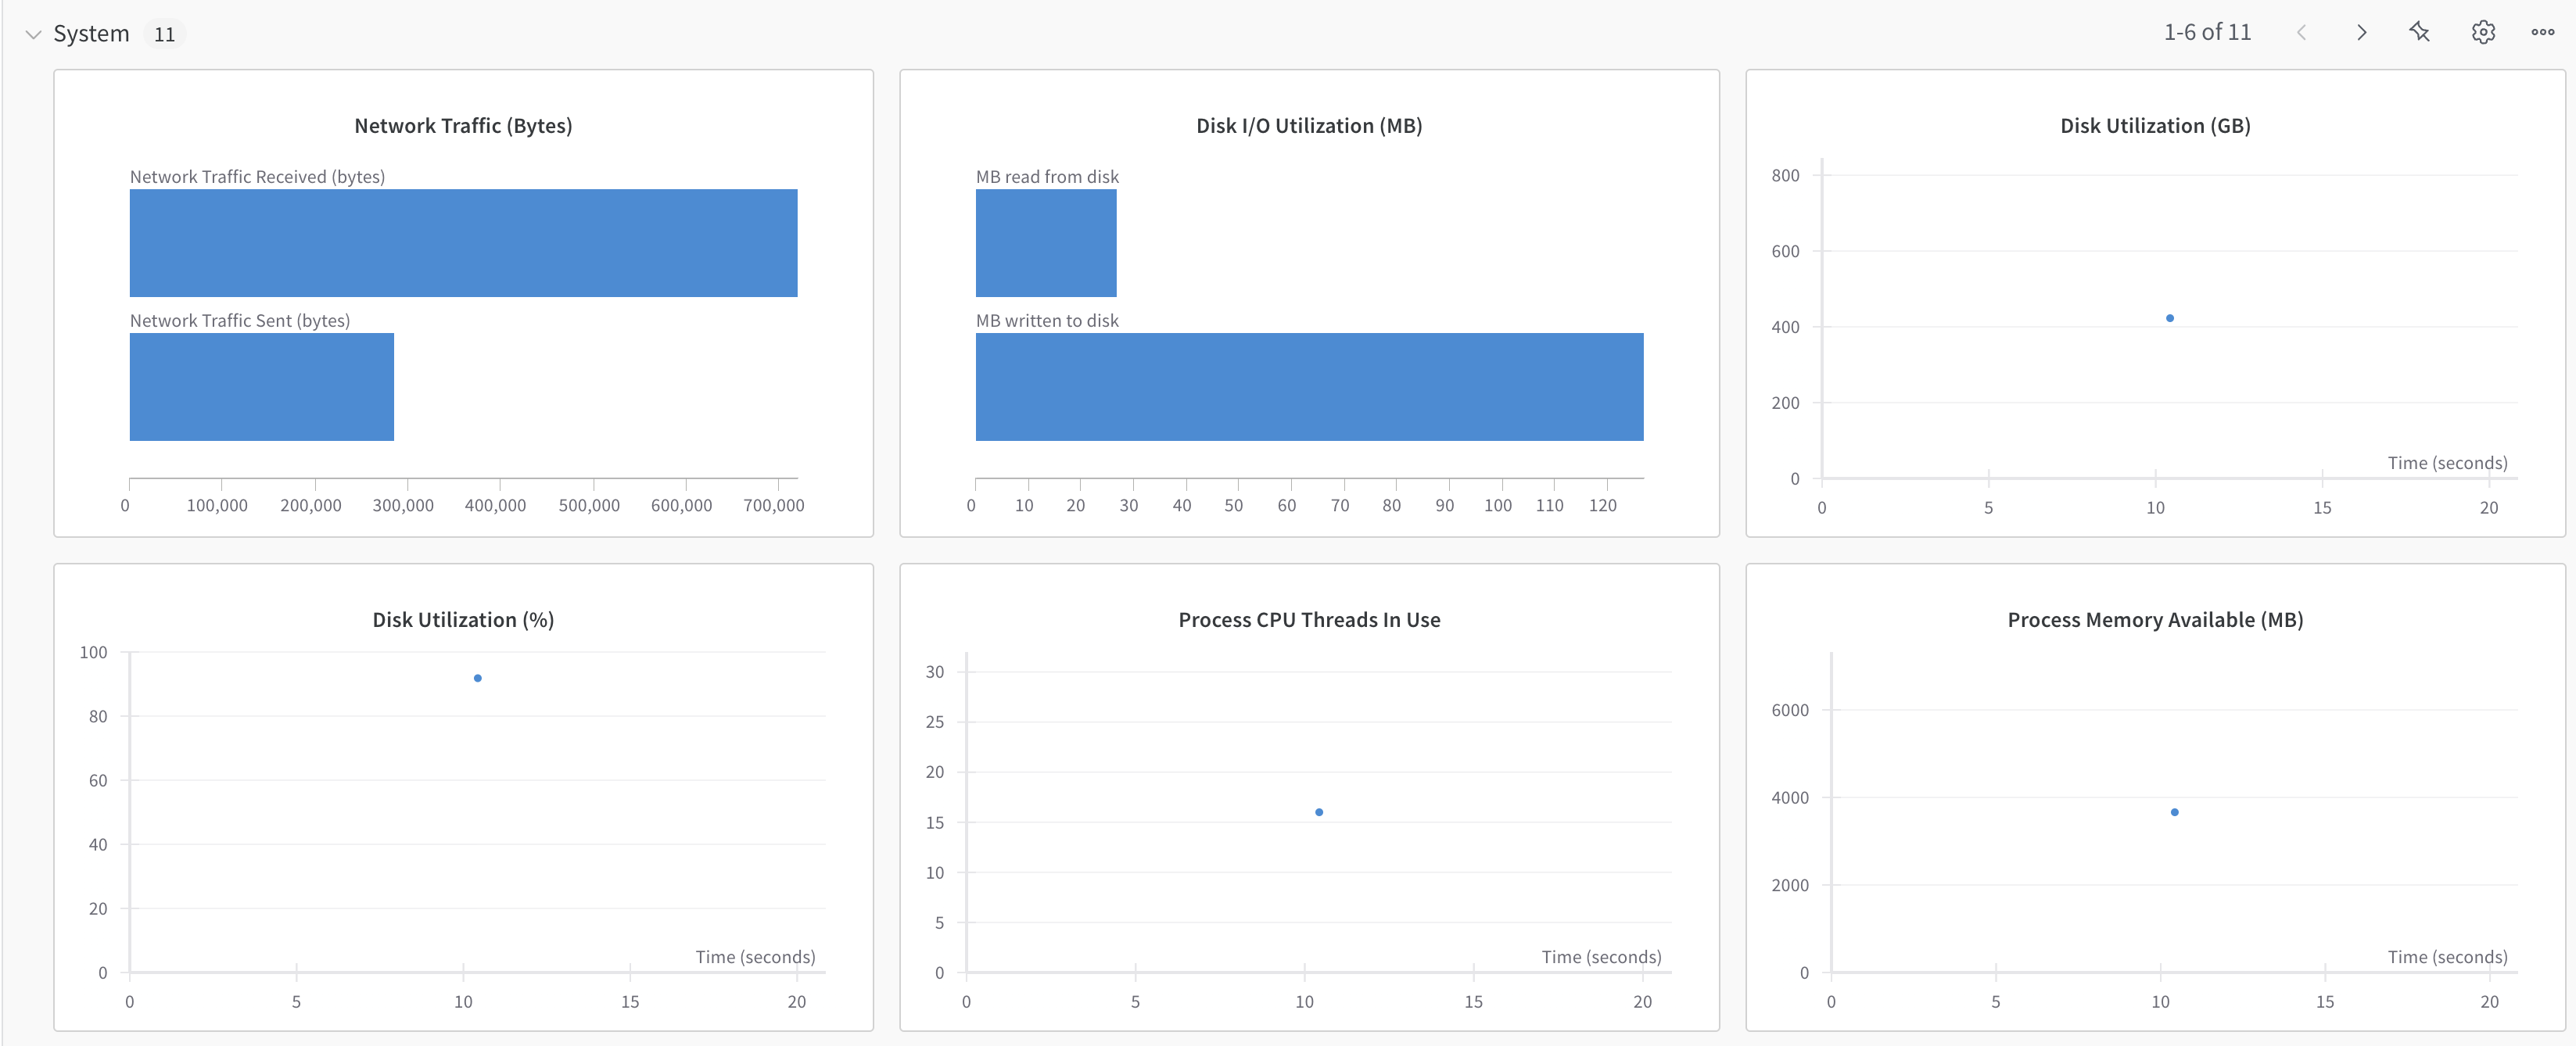 System 11
1-6 of 11
Network Traffic (Bytes)
Network Traffic Received (bytes)
Network Traffic Sent (bytes)
0 100,000 200,000 300,000 400,000 500,000 600,000 700,000
Disk I/O Utilization (MB)
MB read from disk
MB written to disk
0 10 20 30 40 50 60 70 80 90 100 110 120
Disk Utilization (GB)
800
600
400
200
Time (seconds)
0
0 5 10 15 20
Disk Utilization (%)
100
80
60
40
20
Time (seconds)
0
0 5 10 15 20
Process CPU Threads In Use
30
25
20
15
10
5
Time (seconds)
0
0 5 10 15 20
Process Memory Available (MB)
6000
4000
2000
Time (seconds)
0
0 5 10 15 20